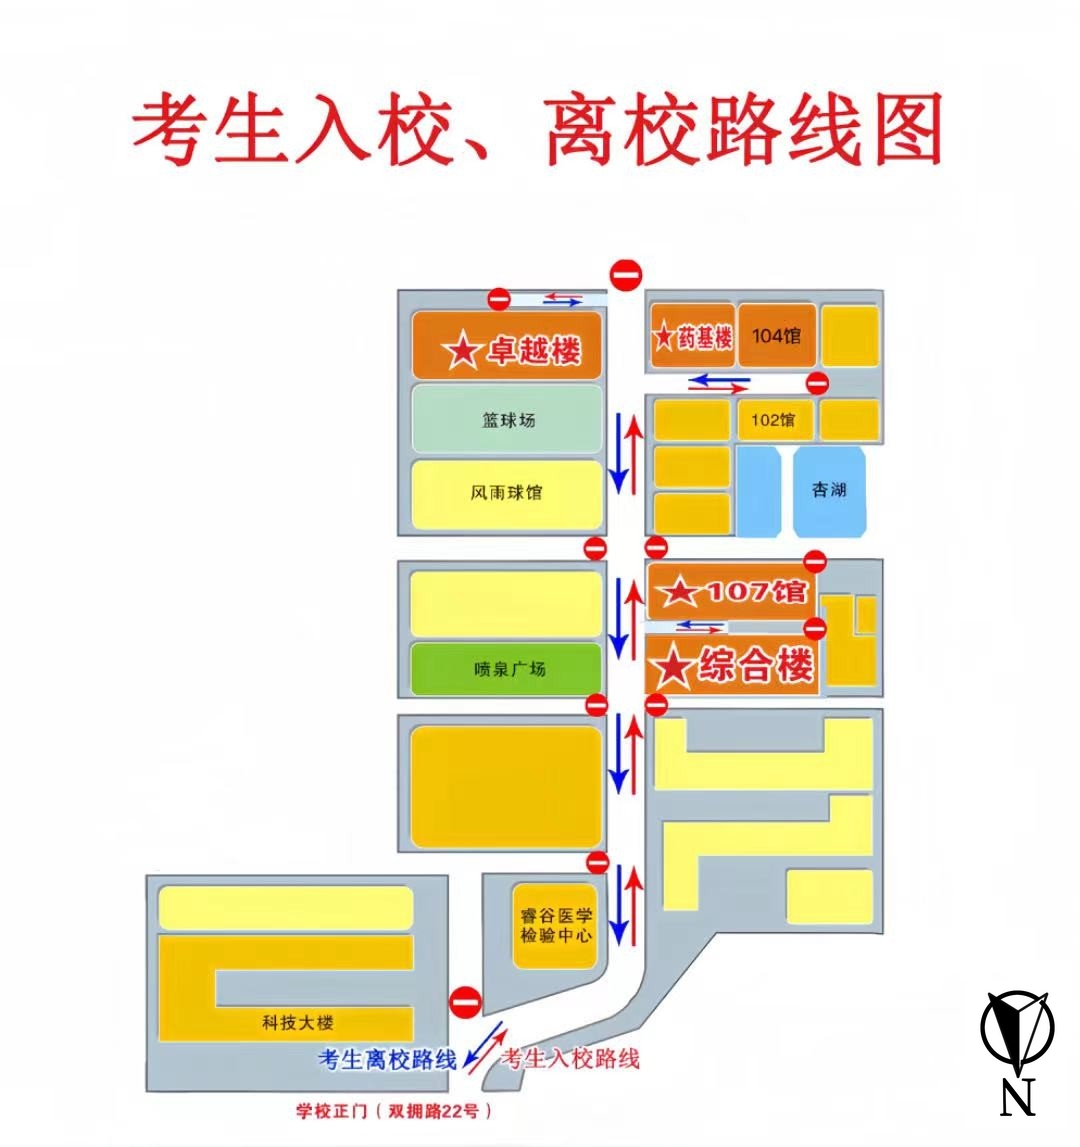 考生入校、离校路线图
卓越楼
药基楼
104馆
篮球场
102馆
风雨球馆
杏湖
107馆
喷泉广场
综合楼
睿谷医学
检验中心
科技大楼
考生离校路线
考生入校路线
学校正门（双拥路22号）
N